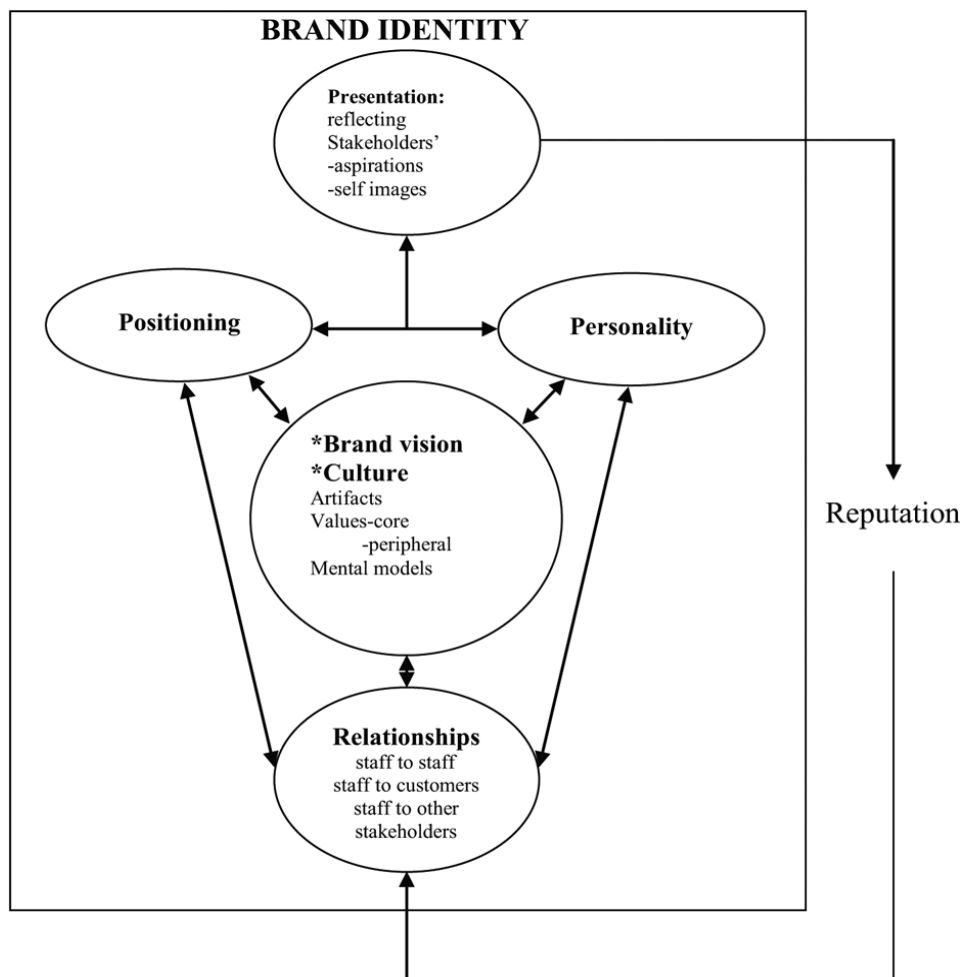 BRAND IDENTITY
Presentation:
reflecting
Stakeholders’
-aspirations
-self images
Positioning
Personality
*Brand vision
*Culture
Artifacts
Values-core
-peripheral
Mental models
Reputation
Relationships
staff to staff
staff to customers
staff to other
stakeholders